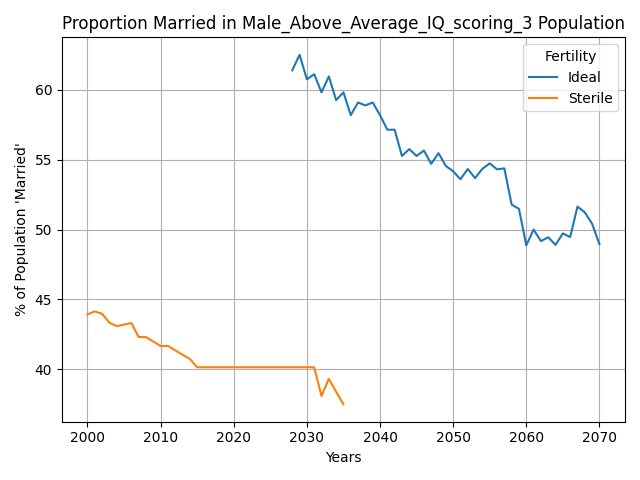 Proportion Married in Male_Above_Average_IQ_scoring_3 Population
Fertility
Ideal
Sterile
% of Population 'Married'
60
55
50
45
40
2000 2010 2020 2030 2040 2050 2060 2070
Years